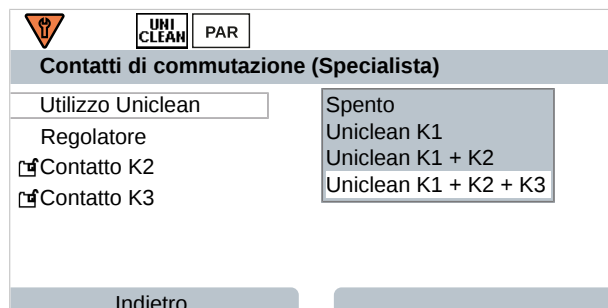 UNI
CLEAN
PAR
Contatti di commutazione (Specialista)
Utilizzo Uniclean
Regolatore
Contatto K2
Contatto K3
Spento
Uniclean K1
Uniclean K1 + K2
Uniclean K1 + K2 + K3
Indietro